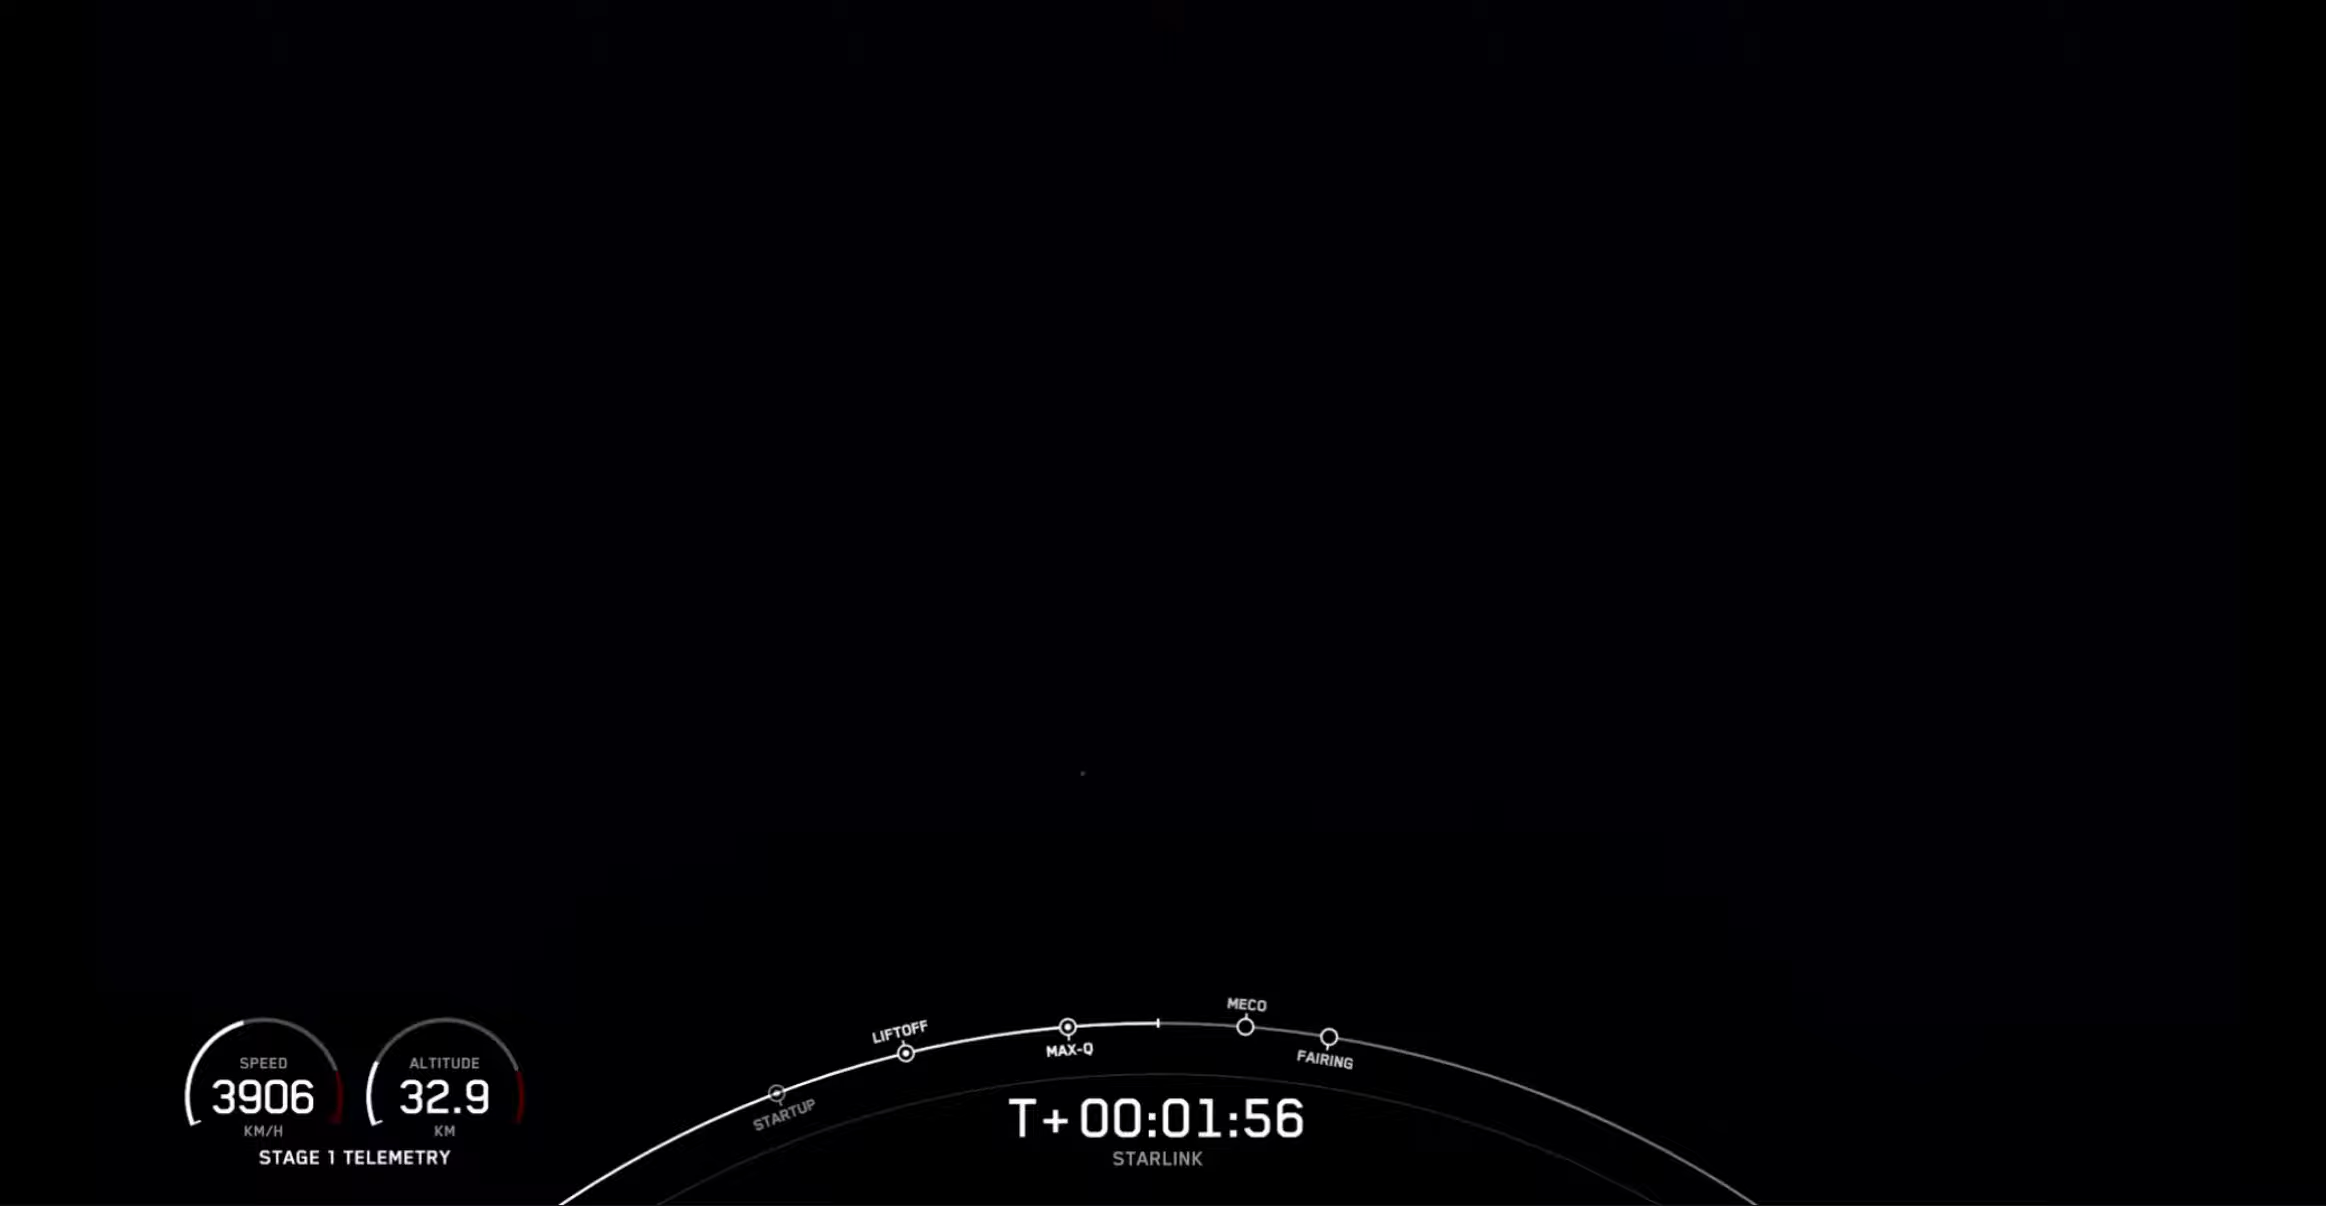 MECO
LIFTOFF
MAX-Q
FAIRING
STARTUP
SPEED
3906
KM/H
ALTITUDE
32.9
KM
STAGE 1 TELEMETRY
T+00:01:56
STARLINK